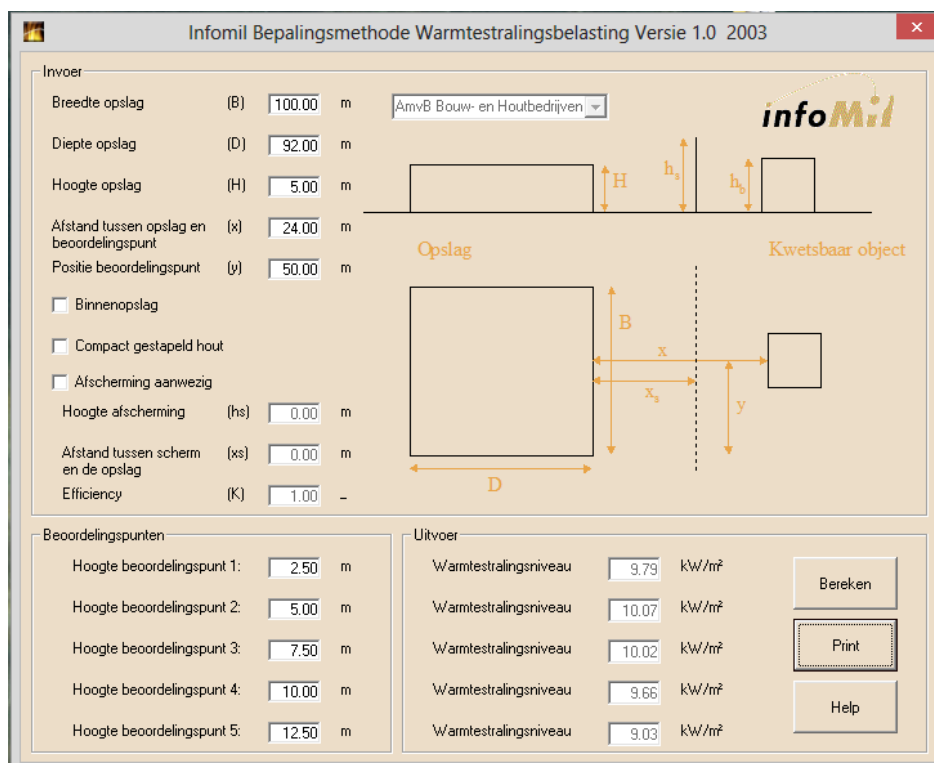 Infomil Bepalingsmethode Warmtestralingsbelasting Versie 1.0 2003
Invoer
Breedte opslag (B) 100.00 m
AmvB Bouw- en Houtbedrijven
infoMil
Diepte opslag (D) 92.00 m
Hoogte opslag (H) 5.00 m
H
hs
hb
Afstand tussen opslag en
beoordelingspunt (x) 24.00 m
Opslag
Kwetsbaar object
Positie beoordelingspunt (y) 50.00 m
Binnenopslag
B
Compact gestapeld hout
x
Afscherming aanwezig
xs
Hoogte afscherming (hs) 0.00 m
y
Afstand tussen scherm
en de opslag (xs) 0.00 m
D
Efficiency (K) 1.00 _
Beoordelingspunten
Hoogte beoordelingspunt 1: 2.50 m
Hoogte beoordelingspunt 2: 5.00 m
Hoogte beoordelingspunt 3: 7.50 m
Hoogte beoordelingspunt 4: 10.00 m
Hoogte beoordelingspunt 5: 12.50 m
Uitvoer
Warmtestralingsniveau 9.79 kW/m²
Warmtestralingsniveau 10.07 kW/m²
Warmtestralingsniveau 10.02 kW/m²
Warmtestralingsniveau 9.66 kW/m²
Warmtestralingsniveau 9.03 kW/m²
Bereken
Print
Help